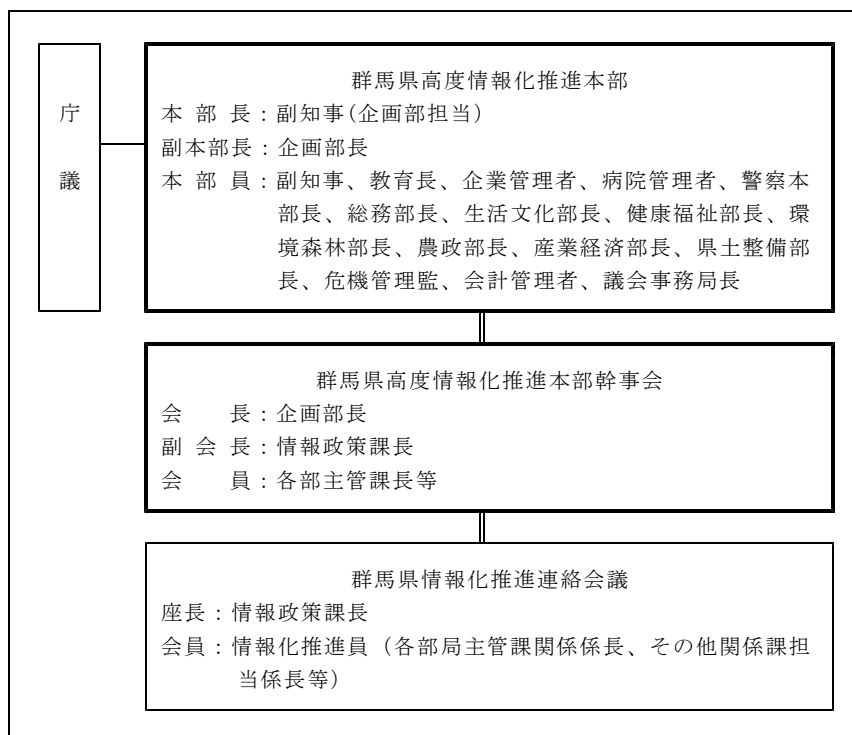 庁議
群馬県高度情報化推進本部
本部長：副知事（企画部担当）
副本部長：企画部長
本部員：副知事、教育長、企業管理者、病院管理者、警察本
部長、総務部長、生活文化部長、健康福祉部長、環
境森林部長、農政部長、産業経済部長、県土整備部
長、危機管理監、会計管理者、議会事務局長
群馬県高度情報化推進本部幹事会
会長：企画部長
副会長：情報政策課長
会員：各部主管課長等
群馬県情報化推進連絡会議
座長：情報政策課長
会員：情報化推進員（各部局主管課関係係長、その他関係課担
当係長等）